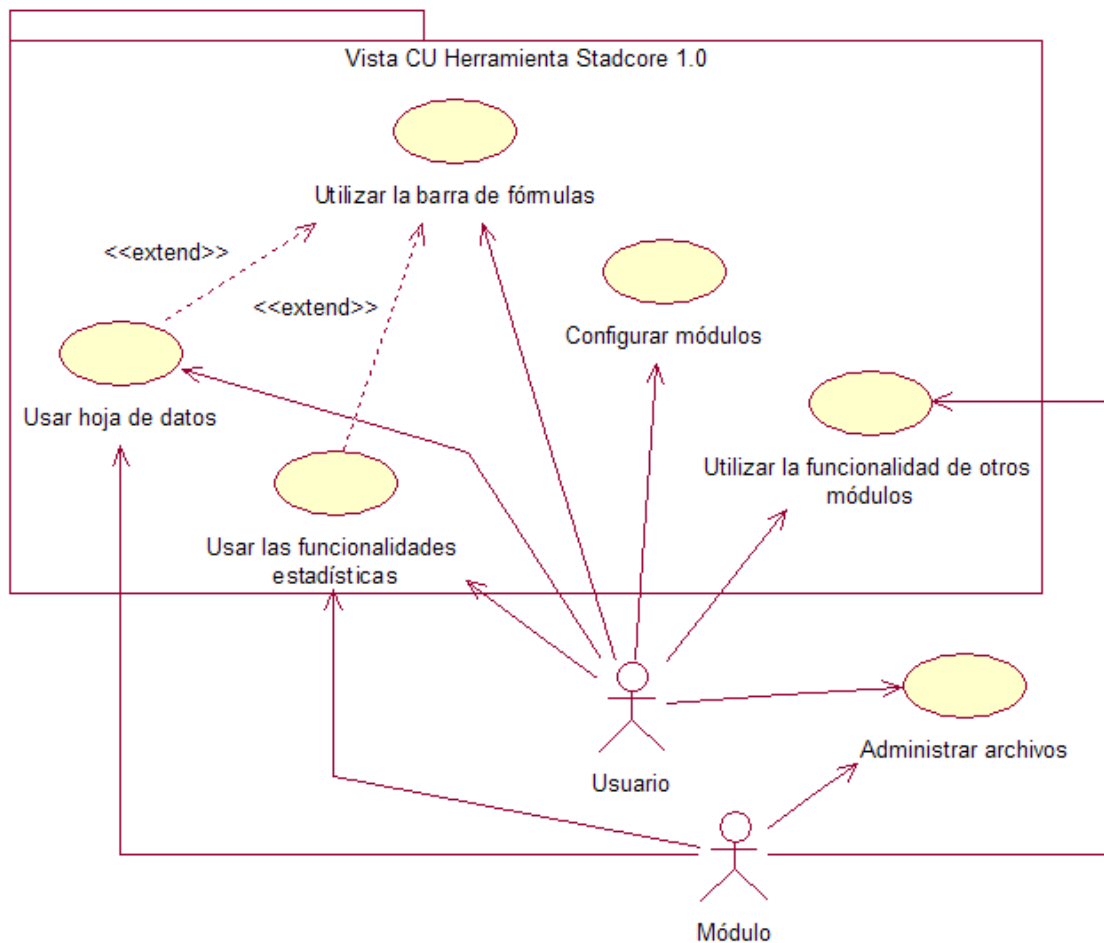 Vista CU Herramienta Stadcore 1.0
Utilizar la barra de fórmulas
<<extend>>
<<extend>>
Configurar módulos
Usar hoja de datos
Utilizar la funcionalidad de otros
módulos
Usar las funcionalidades
estadísticas
Administrar archivos
Usuario
Módulo